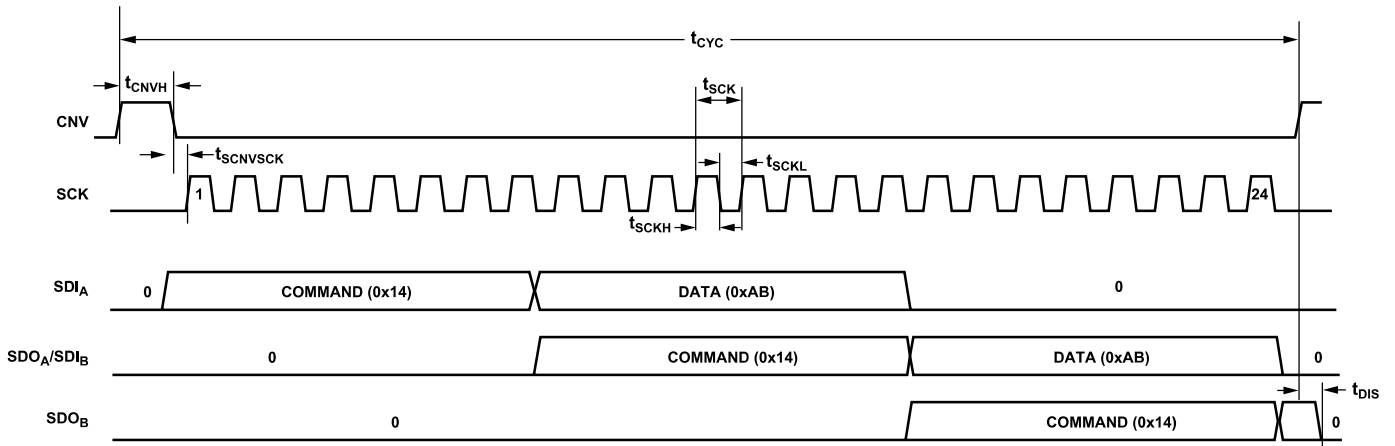 tCYC
tCNVH
tSCK
CNV
tSCNVSCK
tSCKL
SCK
1
24
tSCKH
SDIA
0
COMMAND (0x14)
DATA (0xAB)
0
SDOA/SDIB
0
COMMAND (0x14)
DATA (0xAB)
0
tDIS
SDOB
0
COMMAND (0x14)
0